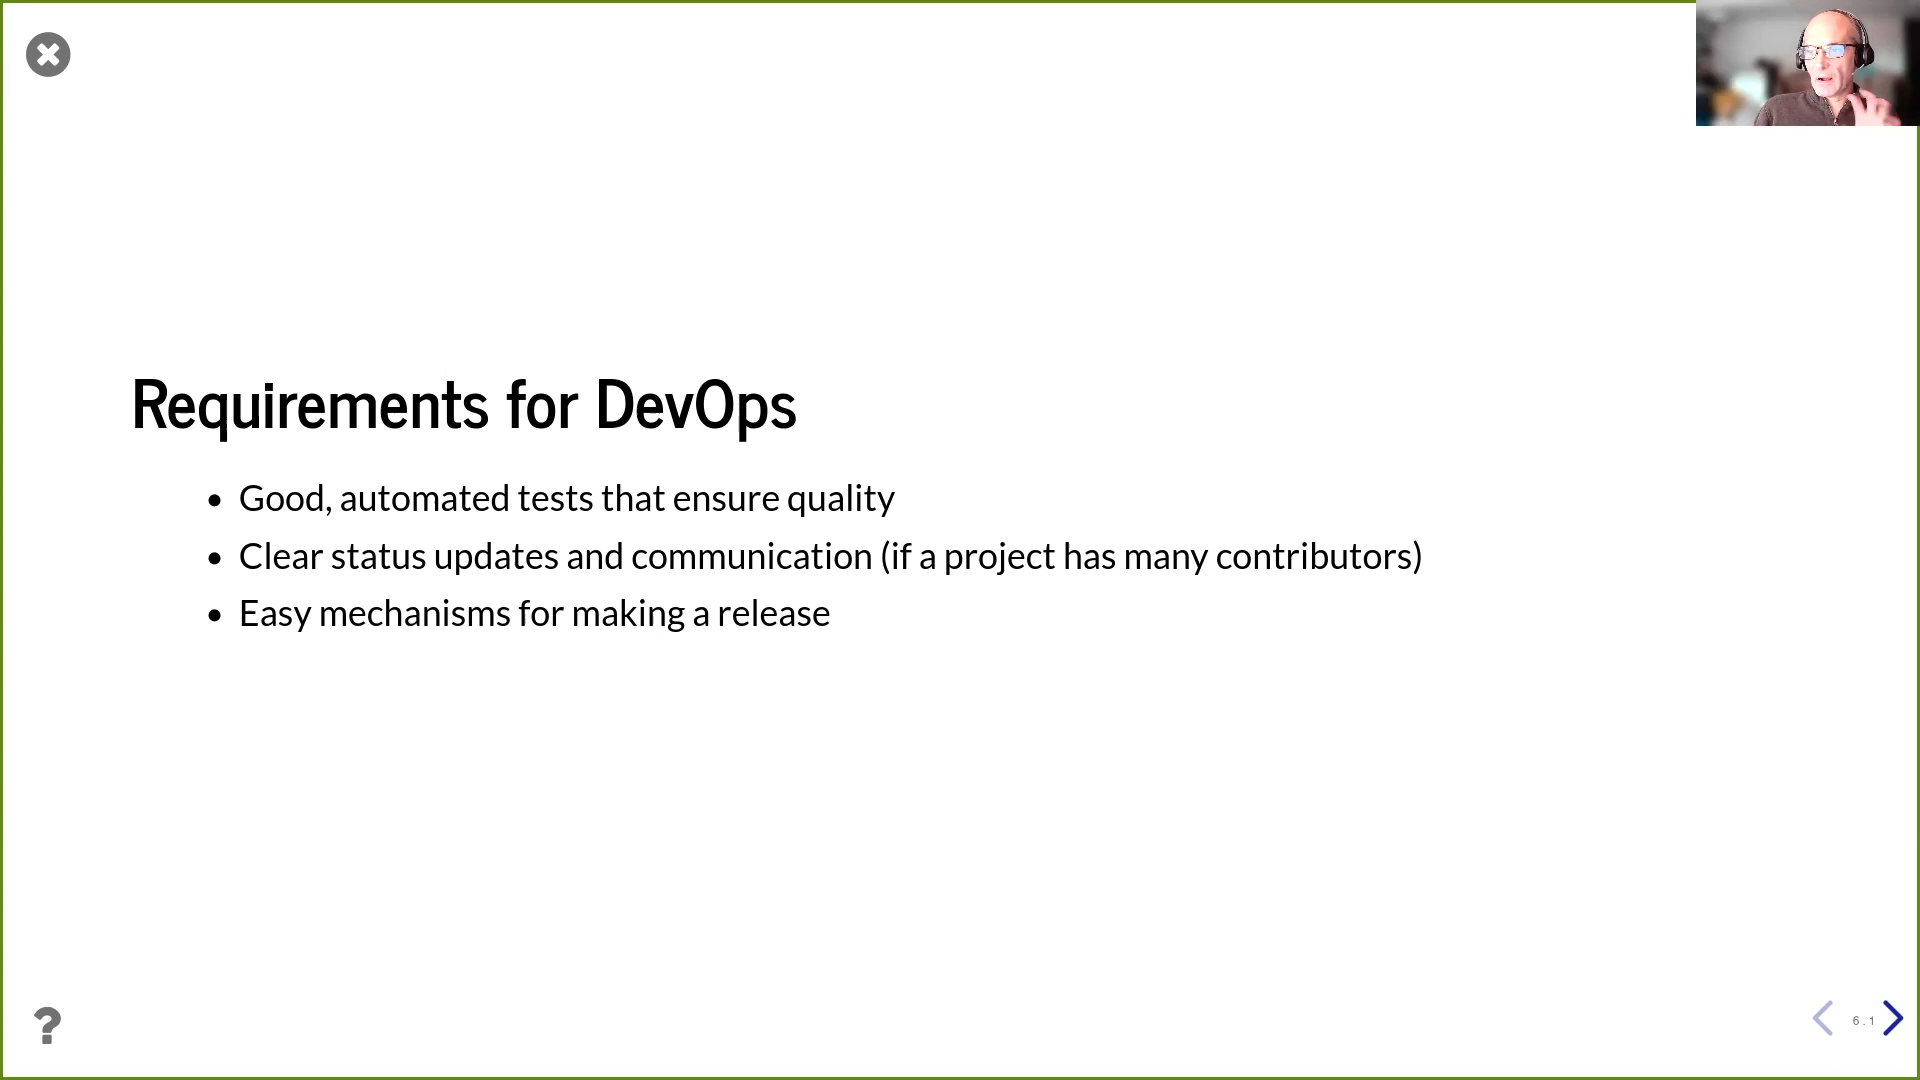 Requirements for DevOps
Good, automated tests that ensure quality
Clear status updates and communication (if a project has many contributors)
Easy mechanisms for making a release
?
6.1